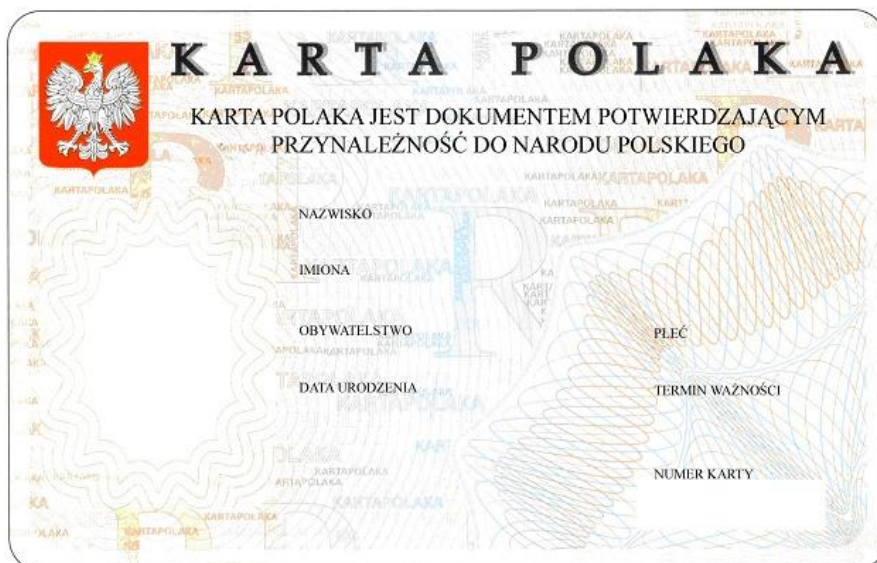 KARTA POLAKA
KARTA POLAKA JEST DOKUMENTEM POTWIERDZAJĄCYM
PRZYNALEŻNOŚĆ DO NARODU POLSKIEGO
NAZWISKO
IMIONA
OBYWATELSTWO
PŁEĆ
DATA URODZENIA
TERMIN WAŻNOŚCI
NUMER KARTY